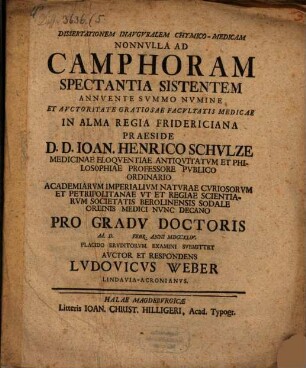 DISSERTATIONEM INAVGVRALEM CHYMICO-MEDICAM
NONNVLLA AD
CAMPHORAM
SPECTANTIA SISTENTEM
ANNVENTE SVMMO NVMINE
ET AVCTORITATE GRATIOSAE FACVLTATIS MEDICAE
IN ALMA REGIA FRIDERICIANA
PRAESIDE
D. D. IOAN. HENRICO SCHVLZE
MEDICINAE ELOQVENTIAE ANTIQVITATVM ET PHI-
LOSOPHIAE PROFESSORE PVBLICO
ORDINARIO
ACADEMIARVM IMPERIALIVM NATVRAE CVRIOSORVM
ET PETRIPOLITANAE VT ET REGIAE SCIENTIA-
RVM SOCIETATIS BEROLINENSIS SODALE
ORDINIS MEDICI NVNC DECANO
PRO GRADV DOCTORIS
ANNI MDCCXLIV.
PLACIDO ERVDITORVM EXAMINI SVBMITTET
AVCTOR ET RESPONDENS
LVDOVICVS WEBER
LINDAVIA-ACRONIANVS.
HALAE MAGDEBVRGICAE
Litteris IOAN. CHRIST. HILLIGERI, Acad. Typogr.